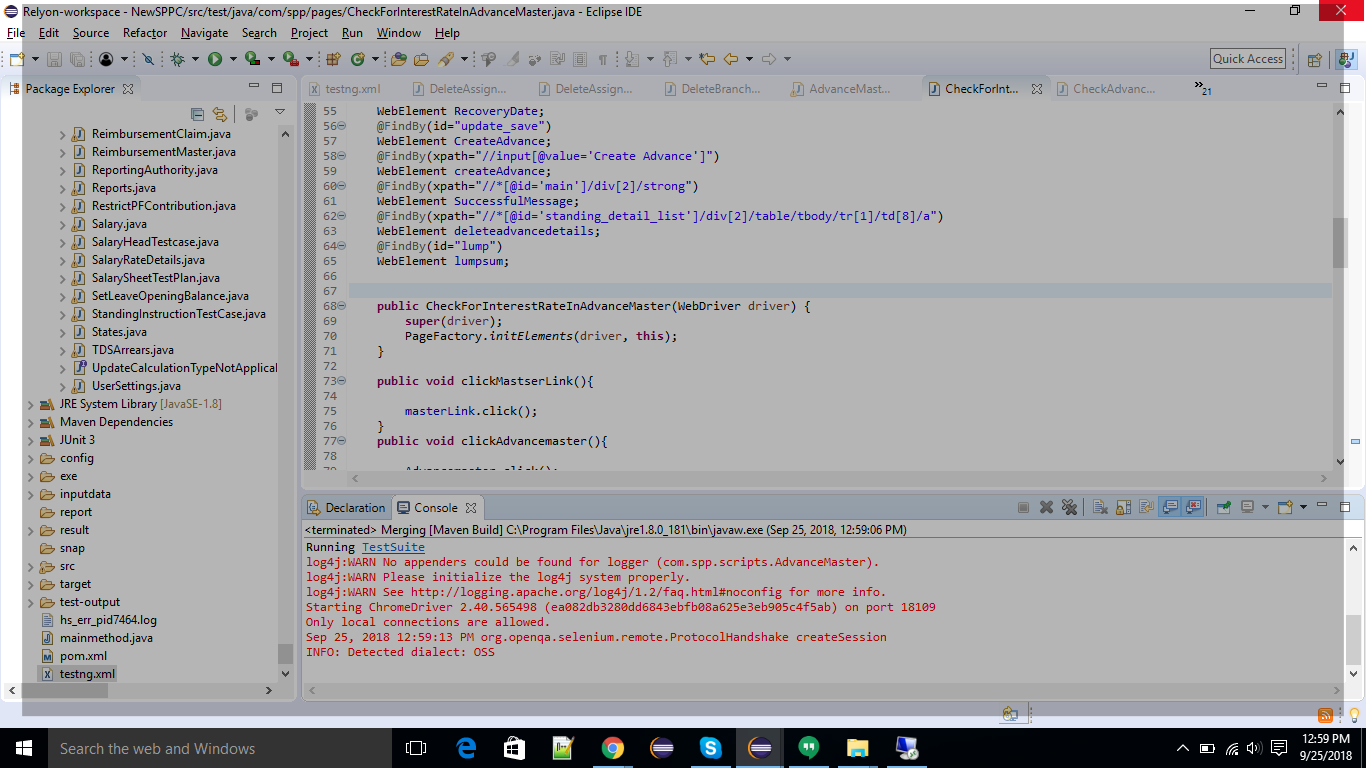 Relyon-workspace - NewSPPC/src/test/java/com/spp/pages/CheckForInterestRateInAdvanceMaster.java - Eclipse IDE
File Edit Source Refactor Navigate Search Project Run Window Help
Quick Access
Package Explorer
testng.xml DeleteAssign... DeleteAssign... DeleteBranch... AdvanceMast... CheckForInt... CheckAdvanc... »21
ReimbursementClaim.java
ReimbursementMaster.java
ReportingAuthority.java
Reports.java
RestrictPFContribution.java
Salary.java
SalaryHeadTestcase.java
SalaryRateDetails.java
SalarySheetTestPlan.java
SetLeaveOpeningBalance.java
StandingInstructionTestCase.java
States.java
TDSArrears.java
UpdateCalculationTypeNotApplical
UserSettings.java
JRE System Library [JavaSE-1.8]
Maven Dependencies
JUnit 3
config
exe
inputdata
report
result
snap
src
target
test-output
hs_err_pid7464.log
mainmethod.java
pom.xml
testng.xml
55 WebElement RecoveryDate;
56 @FindBy(id="update_save")
57 WebElement CreateAdvance;
58 @FindBy(xpath="//input[@value='Create Advance']")
59 WebElement createAdvance;
60 @FindBy(xpath="//*[@id='main']/div[2]/strong")
61 WebElement SuccessfulMessage;
62 @FindBy(xpath="//*[@id='standing_detail_list']/div[2]/table/tbody/tr[1]/td[8]/a")
63 WebElement deleteadvancedetails;
64 @FindBy(id="lump")
65 WebElement lumpsum;
66
67
68 public CheckForInterestRateInAdvanceMaster(WebDriver driver) {
69 super(driver);
70 PageFactory.initElements(driver, this);
71 }
72
73 public void clickMastserLink(){
74
75 masterLink.click();
76 }
77 public void clickAdvancemaster(){
78
79 Advancemaster.click();
Declaration Console
<terminated> Merging [Maven Build] C:\Program Files\Java\jre1.8.0_181\bin\javaw.exe (Sep 25, 2018, 12:59:06 PM)
Running TestSuite
log4j:WARN No appenders could be found for logger (com.spp.scripts.AdvanceMaster).
log4j:WARN Please initialize the log4j system properly.
log4j:WARN See http://logging.apache.org/log4j/1.2/faq.html#noconfig for more info.
Starting ChromeDriver 2.40.565498 (ea082db3280dd6843ebfb08a625e3eb905c4f5ab) on port 18109
Only local connections are allowed.
Sep 25, 2018 12:59:13 PM org.openqa.selenium.remote.ProtocolHandshake createSession
INFO: Detected dialect: OSS
Search the web and Windows
12:59 PM
9/25/2018